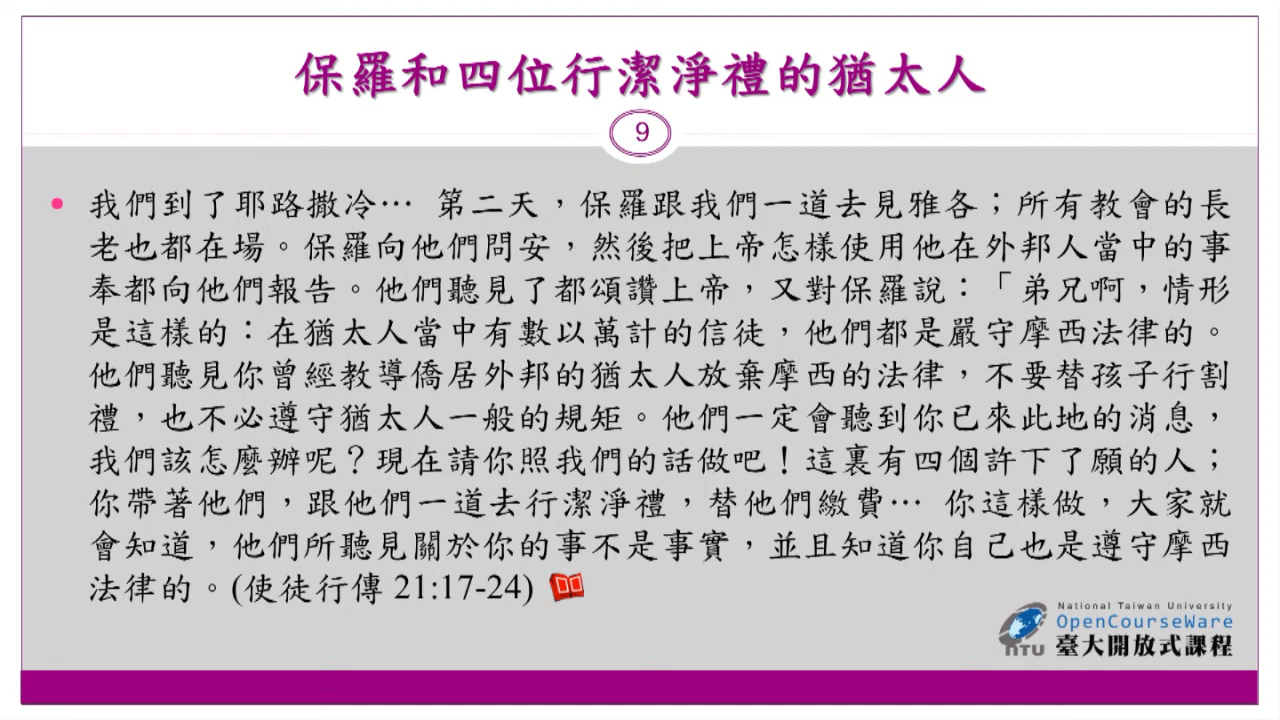 保羅和四位行潔淨禮的猶太人
9
• 我們到了耶路撒冷… 第二天，保羅跟我們一道去見雅各；所有教會的長
老也都在場。保羅向他們問安，然後把上帝怎樣使用他在外邦人當中的事
奉都向他們報告。他們聽見了都頌讚上帝，又對保羅說：「弟兄啊，情形
是這樣的：在猶太人當中有數以萬計的信徒，他們都是嚴守摩西法律的。
他們聽見你曾經教導僑居外邦的猶太人放棄摩西的法律，不要替孩子行割
禮，也不必遵守猶太人一般的規矩。他們一定會聽到你已來此地的消息，
我們該怎麼辦呢？現在請你照我們的話做吧！這裏有四個許下了願的人；
你帶著他們，跟他們一道去行潔淨禮，替他們繳費… 你這樣做，大家就
會知道，他們所聽見關於你的事不是事實，並且知道你自己也是遵守摩西
法律的。(使徒行傳 21:17-24)
National Taiwan University
OpenCourseWare
NTU 臺大開放式課程